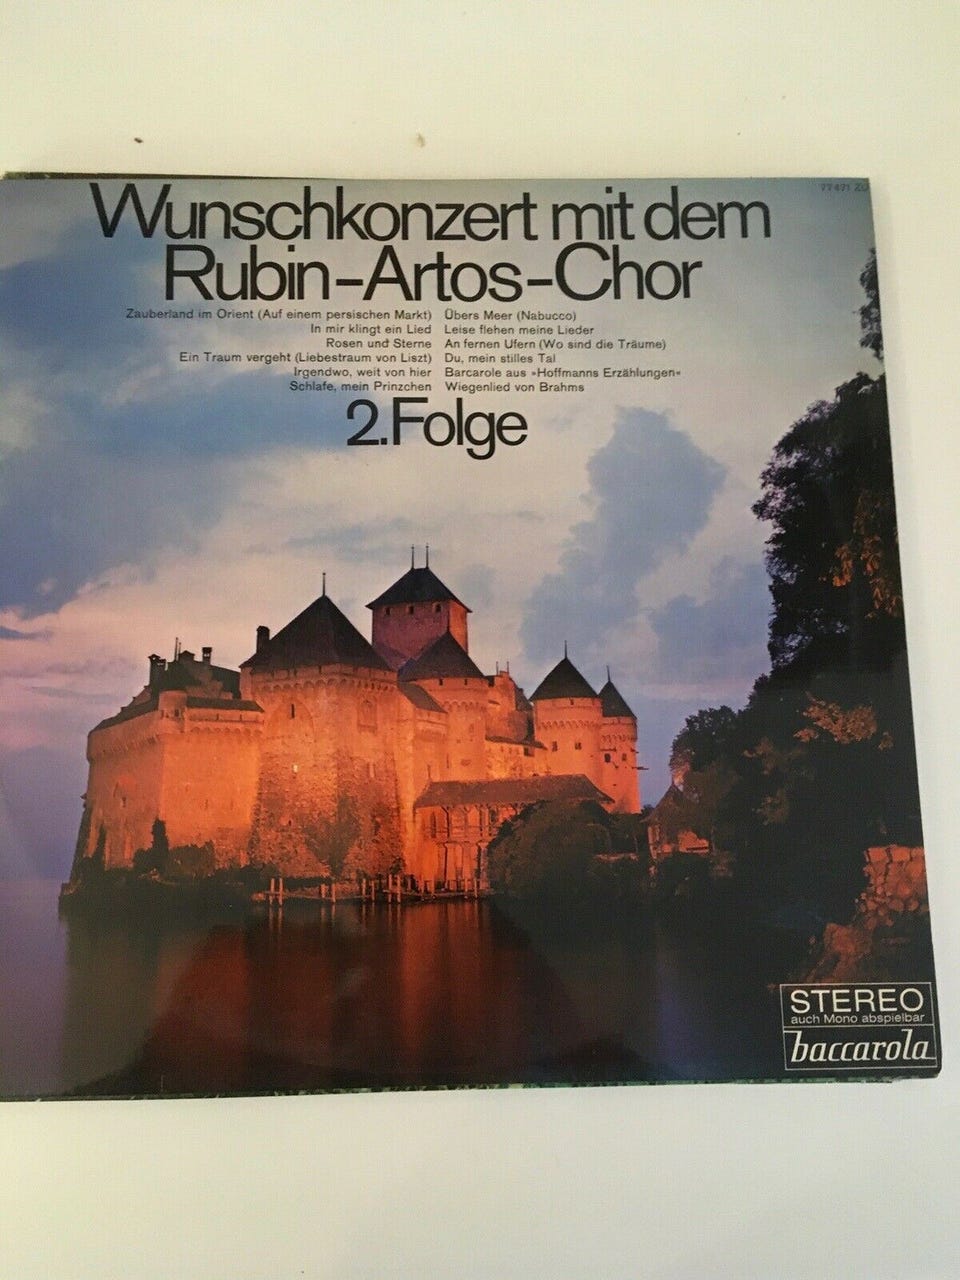 77471 ZU
Wunschkonzert mit dem
Rubin-Artos-Chor
Zauberland im Orient (Auf einem persischen Markt)
In mir klingt ein Lied
Rosen und Sterne
Ein Traum vergeht (Liebestraum von Liszt)
Irgendwo, weit von hier
Schlafe, mein Prinzchen
Übers Meer (Nabucco)
Leise flehen meine Lieder
An fernen Ufern (Wo sind die Träume)
Du, mein stilles Tal
Barcarole aus »Hoffmanns Erzählungen«
Wiegenlied von Brahms
2. Folge
STEREO
auch Mono abspielbar
baccarola